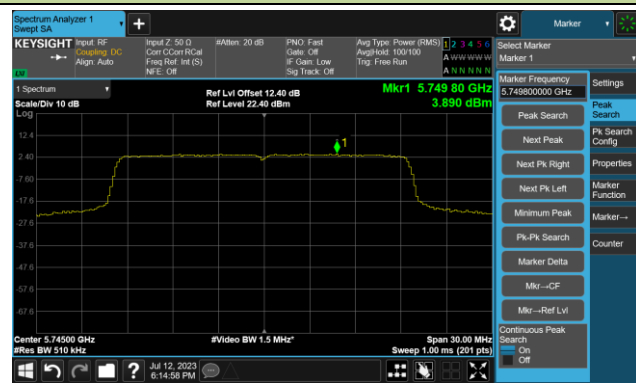 Spectrum Analyzer 1
Swept SA
Marker
KEYSIGHT
Input: RF
Coupling: DC
Align: Auto
Input Z: 50 Ω
Corr CCorr RCal
Freq Ref: Int (S)
NFE: Off
#Atten: 20 dB
PNO: Fast
Gate: Off
IF Gain: Low
Sig Track: Off
Avg Type: Power (RMS)
Avg|Hold: 100/100
Trig: Free Run
1 2 3 4 5 6
A W W W W W
A N N N N N
LVI
Select Marker
Marker 1
1 Spectrum
Scale/Div 10 dB
Log
Ref Lvl Offset 12.40 dB
Ref Level 22.40 dBm
Mkr1 5.749 80 GHz
3.890 dBm
12.4
2.40
-7.60
-17.6
-27.6
-37.6
-47.6
-57.6
-67.6
1
Center 5.74500 GHz
#Res BW 510 kHz
#Video BW 1.5 MHz*
Span 30.00 MHz
Sweep 1.00 ms (201 pts)
Marker Frequency
5.749800000 GHz
Peak Search
Next Peak
Next Pk Right
Next Pk Left
Minimum Peak
Pk-Pk Search
Marker Delta
Mkr→CF
Mkr→Ref Lvl
Continuous Peak
Search
On
Off
Settings
Peak
Search
Pk Search
Config
Properties
Marker
Function
Marker→
Counter
Jul 12, 2023
6:14:58 PM